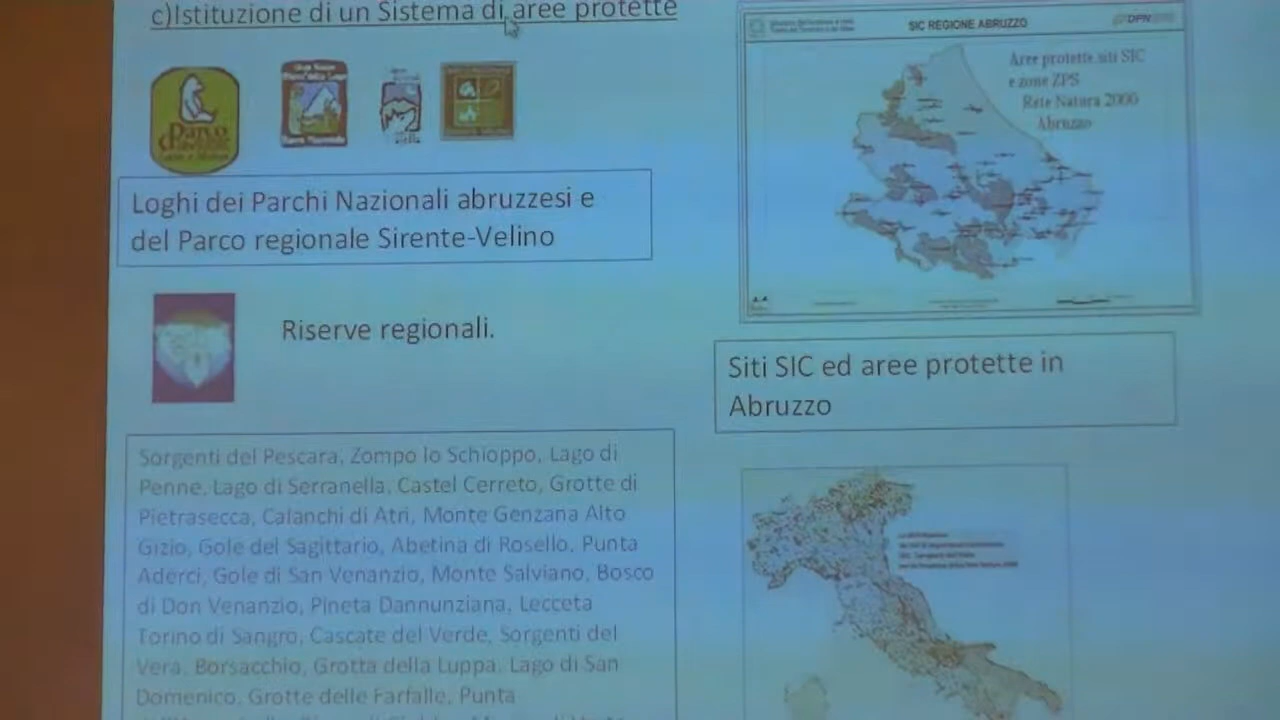 c)Istituzione di un Sistema di aree protette
Parco
Loghi dei Parchi Nazionali abruzzesi e
del Parco regionale Sirente-Velino
Riserve regionali.
Sorgenti del Pescara, Zompo lo Schioppo, Lago di
Penne, Lago di Serranella, Castel Cerreto, Grotte di
Pietrasecca, Calanchi di Atri, Monte Genzana Alto
Gizio, Gole del Sagittario, Abetina di Rosello, Punta
Aderci, Gole di San Venanzio, Monte Salviano, Bosco
di Don Venanzio, Pineta Dannunziana, Lecceta
Torino di Sangro, Cascate del Verde, Sorgenti del
Vera, Borsacchio, Grotta della Luppa, Lago di San
Domenico, Grotte delle Farfalle, Punta
SIC REGIONE ABRUZZO
DPN
Aree protette siti SIC
e zone ZPS
Rete Natura 2000
Abruzzo
Siti SIC ed aree protette in
Abruzzo